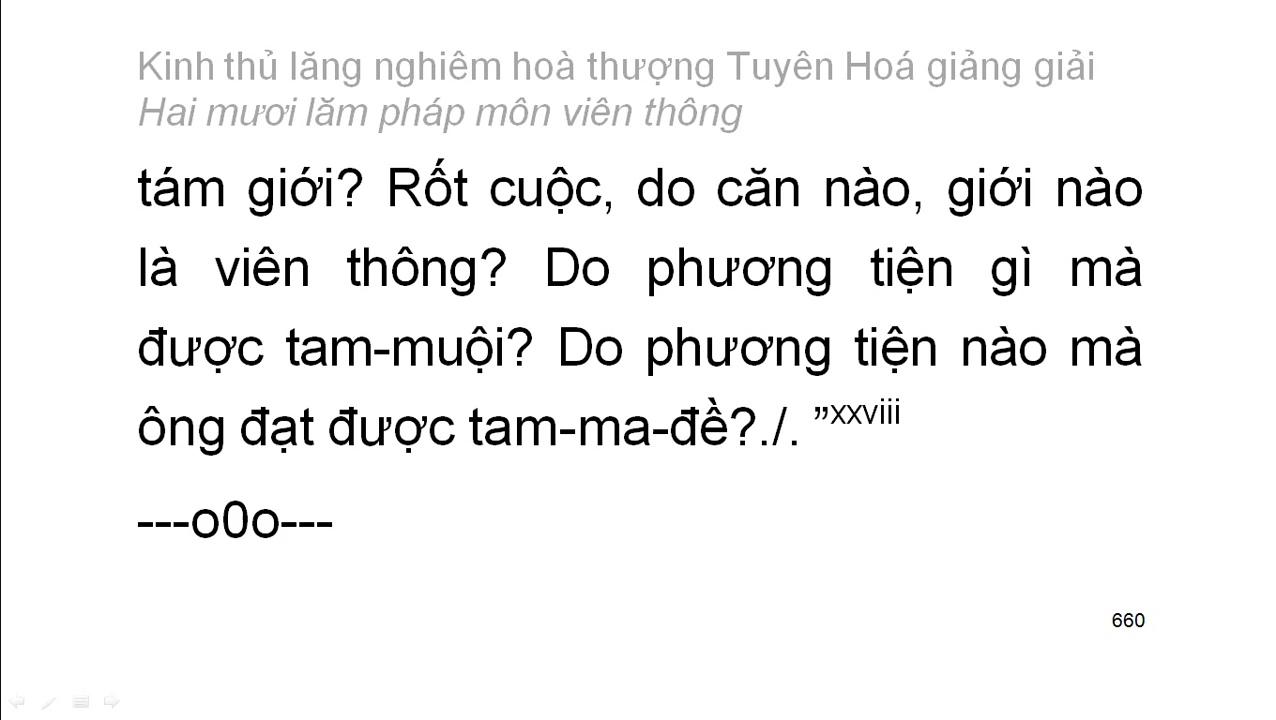 Kinh thủ lăng nghiêm hoà thượng Tuyên Hoá giảng giải
Hai mươi lăm pháp môn viên thông
tám giới? Rốt cuộc, do căn nào, giới nào
là viên thông? Do phương tiện gì mà
được tam-muội? Do phương tiện nào mà
ông đạt được tam-ma-đề?./. ”xxviii
---o0o---
660